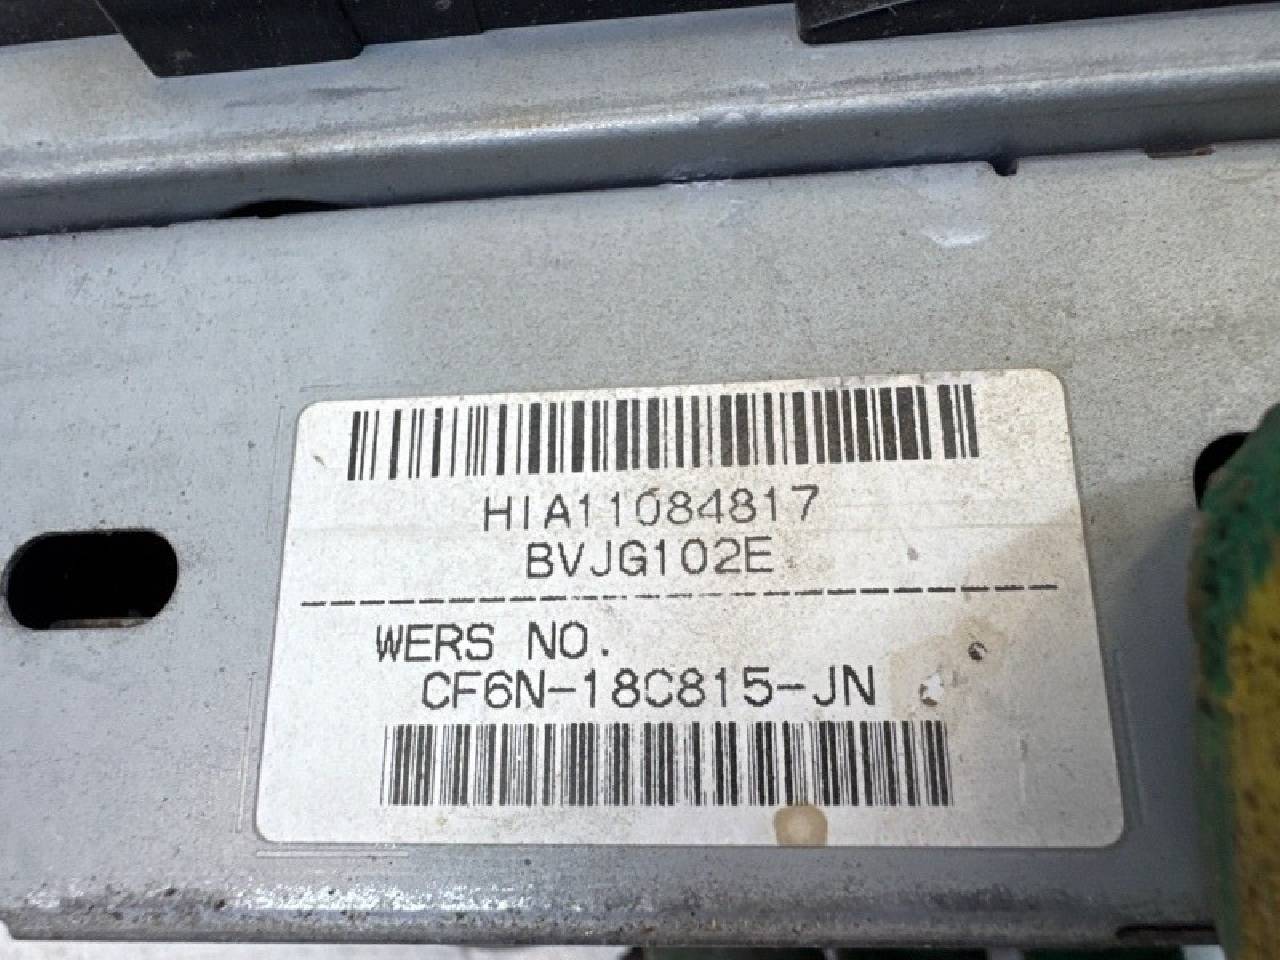 HIA11084817
BVJG102E
WERS NO.
CF6N-18C815-JN